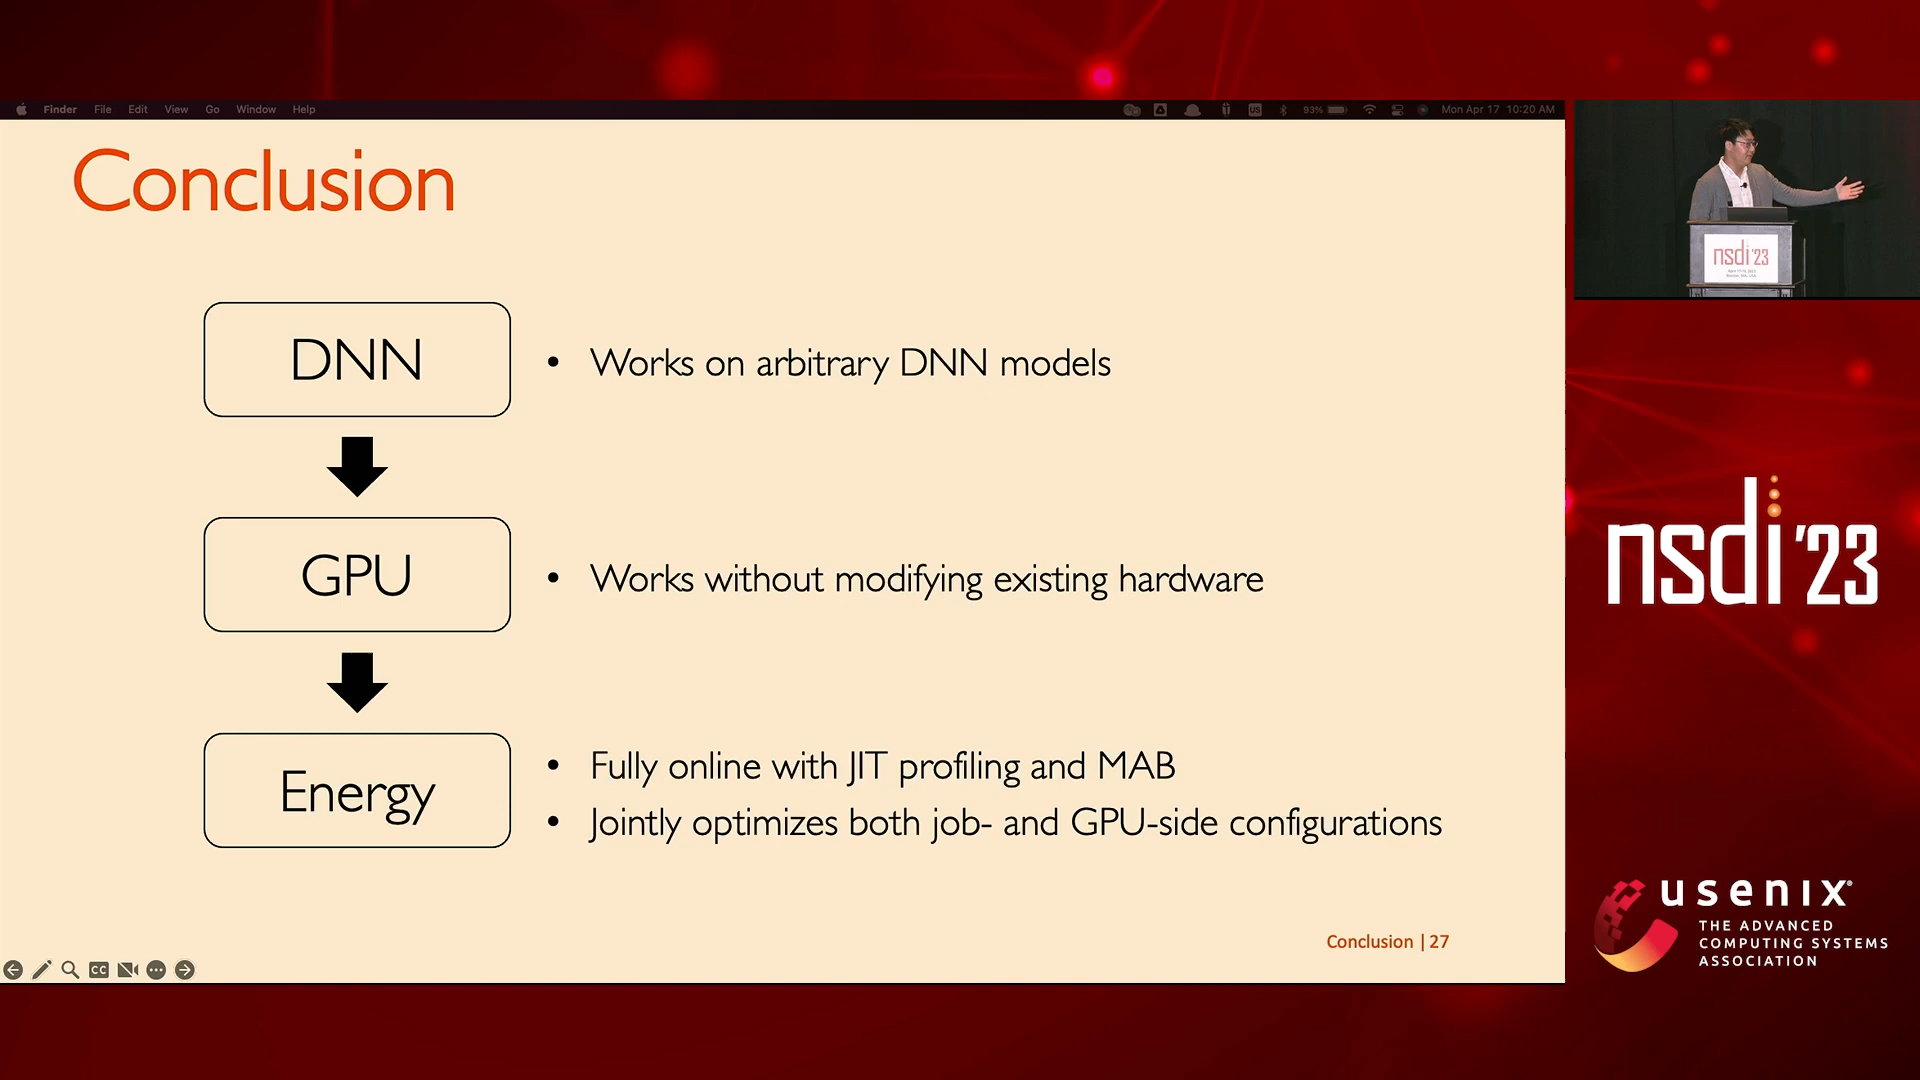 Finder File Edit View Go Window Help
93% Mon Apr 17 10:20 AM
Conclusion
DNN
• Works on arbitrary DNN models
GPU
• Works without modifying existing hardware
Energy
• Fully online with JIT profiling and MAB
• Jointly optimizes both job- and GPU-side configurations
Conclusion | 27
CC
nsdi '23
nsdi '23
usenix®
THE ADVANCED
COMPUTING SYSTEMS
ASSOCIATION